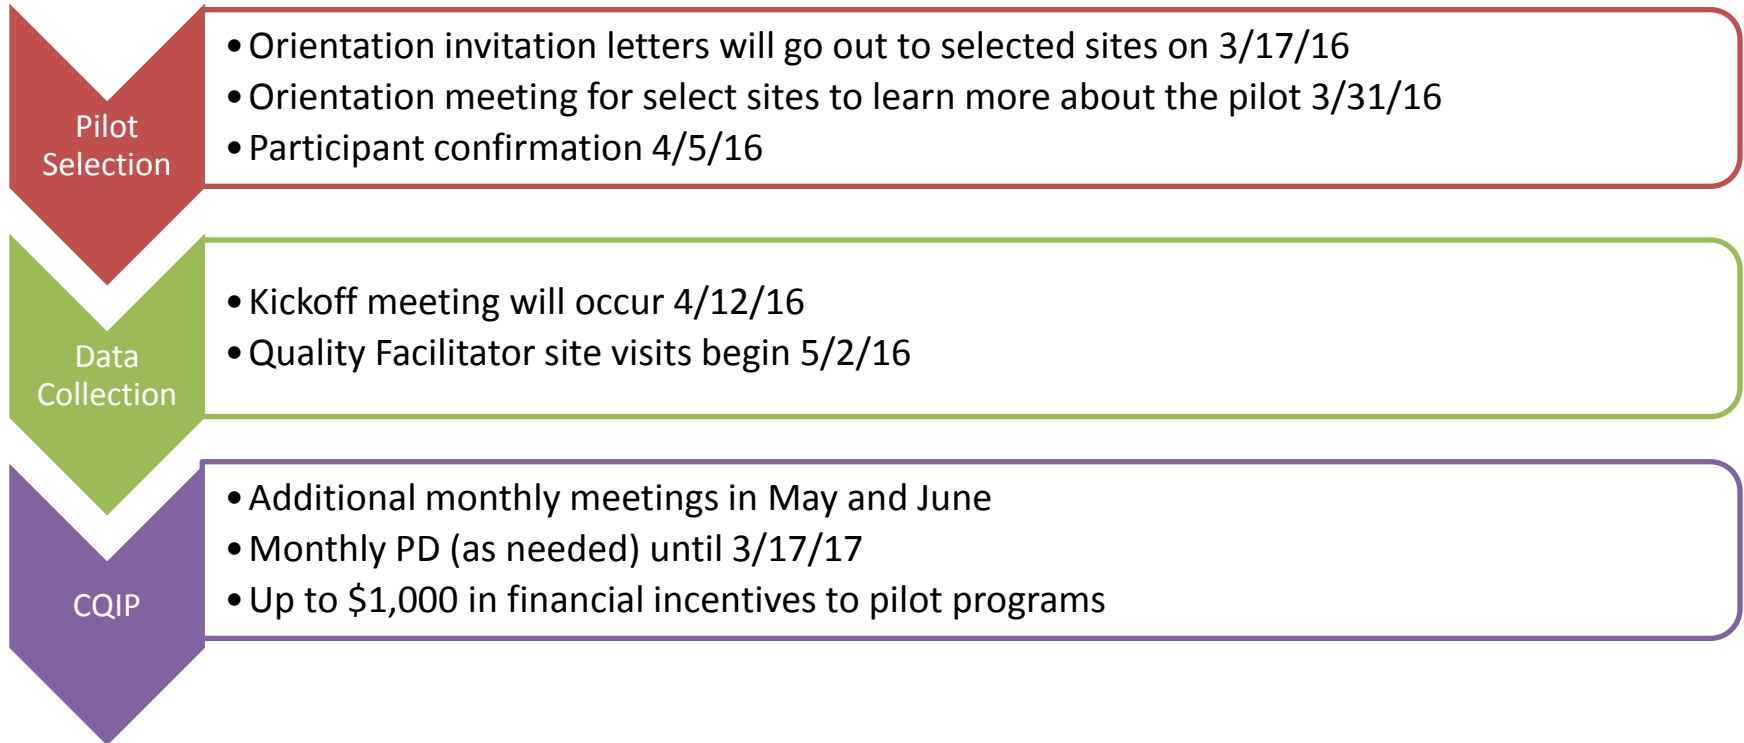 Pilot
Selection
•Orientation invitation letters will go out to selected sites on 3/17/16
•Orientation meeting for select sites to learn more about the pilot 3/31/16
•Participant confirmation 4/5/16
Data
Collection
•Kickoff meeting will occur 4/12/16
•Quality Facilitator site visits begin 5/2/16
CQIP
•Additional monthly meetings in May and June
•Monthly PD (as needed) until 3/17/17
•Up to $1,000 in financial incentives to pilot programs